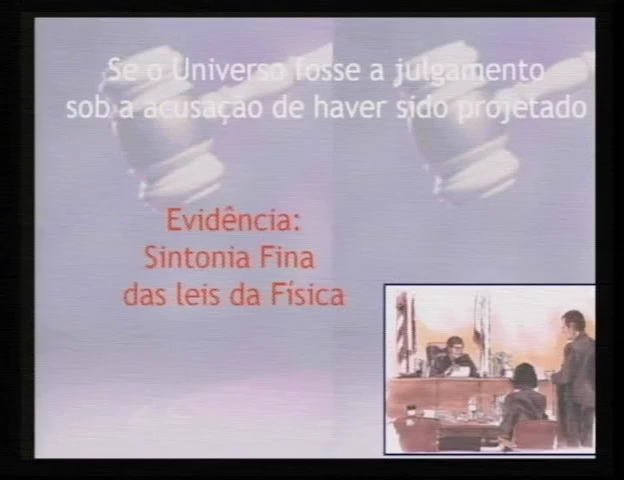 Se o Universo fosse a julgamento
sob a acusação de haver sido projetado
Evidência:
Sintonia Fina
das leis da Física